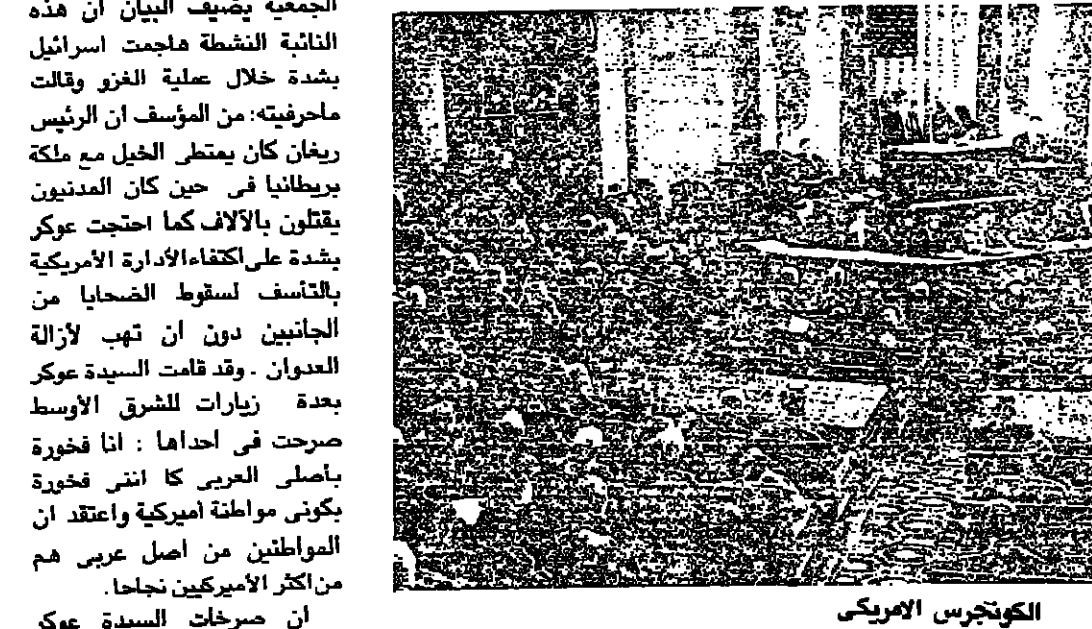 الجمعية يضيف البيان ان هذه
النائبة النشطة هاجمت اسرائيل
بشدة خلال عملية الغزو وقالت
ماحرفيته: من المؤسف ان الرئيس
ريغان كان يمتطى الخيل مع ملكة
بريطانيا فى حين كان المدنيون
يقتلون بالآلاف كما احتجت عوكر
بشدة على اكتفاء الأدارة الأمريكية
بالتأسف لسقوط الضحايا من
الجانبين دون ان تهب لأزالة
العدوان . وقد قامت السيدة عوكر
بعدة زيارات للشرق الأوسط
صرحت فى احداها : انا فخورة
بأصلى العربى كا اننى فخورة
بكونى مواطنة أميركية واعتقد ان
المواطنين من اصل عربى هم
من اكثر الأميركيين نجاحا .
ان صرخات السيدة عوكر
الكونجرس الامريكى